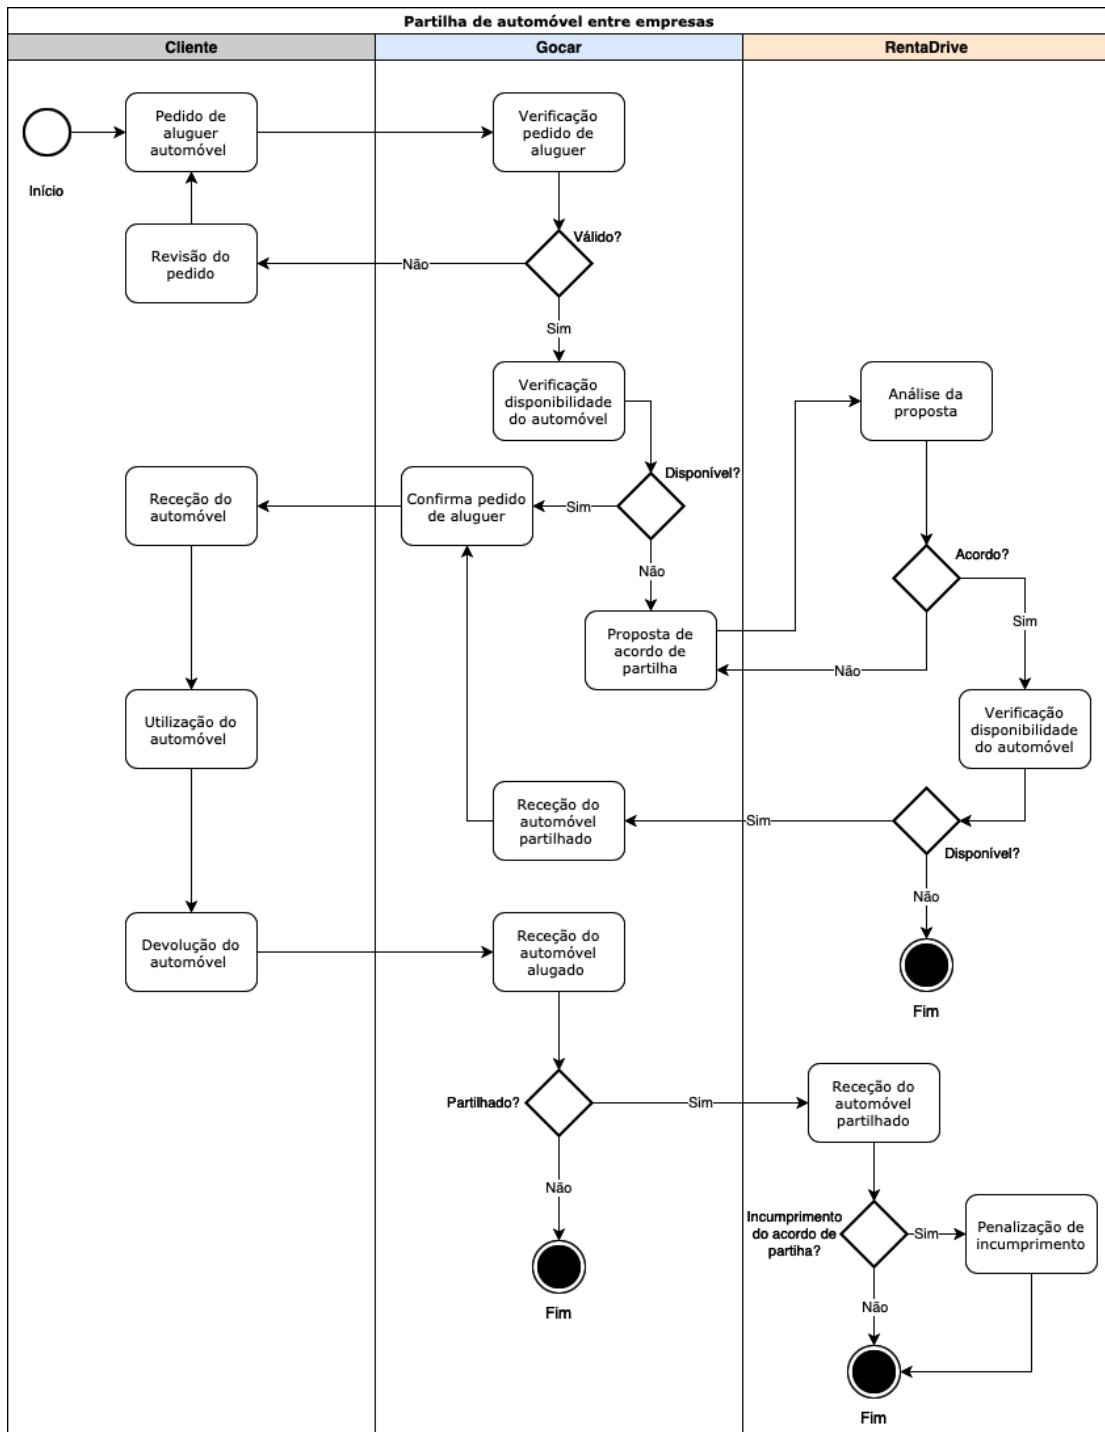 Partilha de automóvel entre empresas
Cliente
Gocar
RentaDrive
Início
Pedido de
aluguer
automóvel
Verificação
pedido de
aluguer
Válido?
Não
Revisão do
pedido
Sim
Verificação
disponibilidade
do automóvel
Análise da
proposta
Disponível?
Sim
Confirma pedido
de aluguer
Receção do
automóvel
Não
Acordo?
Sim
Proposta de
acordo de
partilha
Não
Utilização do
automóvel
Verificação
disponibilidade
do automóvel
Receção do
automóvel
partilhado
Sim
Disponível?
Não
Devolução do
automóvel
Receção do
automóvel
alugado
Fim
Partilhado?
Sim
Receção do
automóvel
partilhado
Não
Incumprimento
do acordo de
partiha?
Sim
Penalização de
incumprimento
Fim
Não
Fim